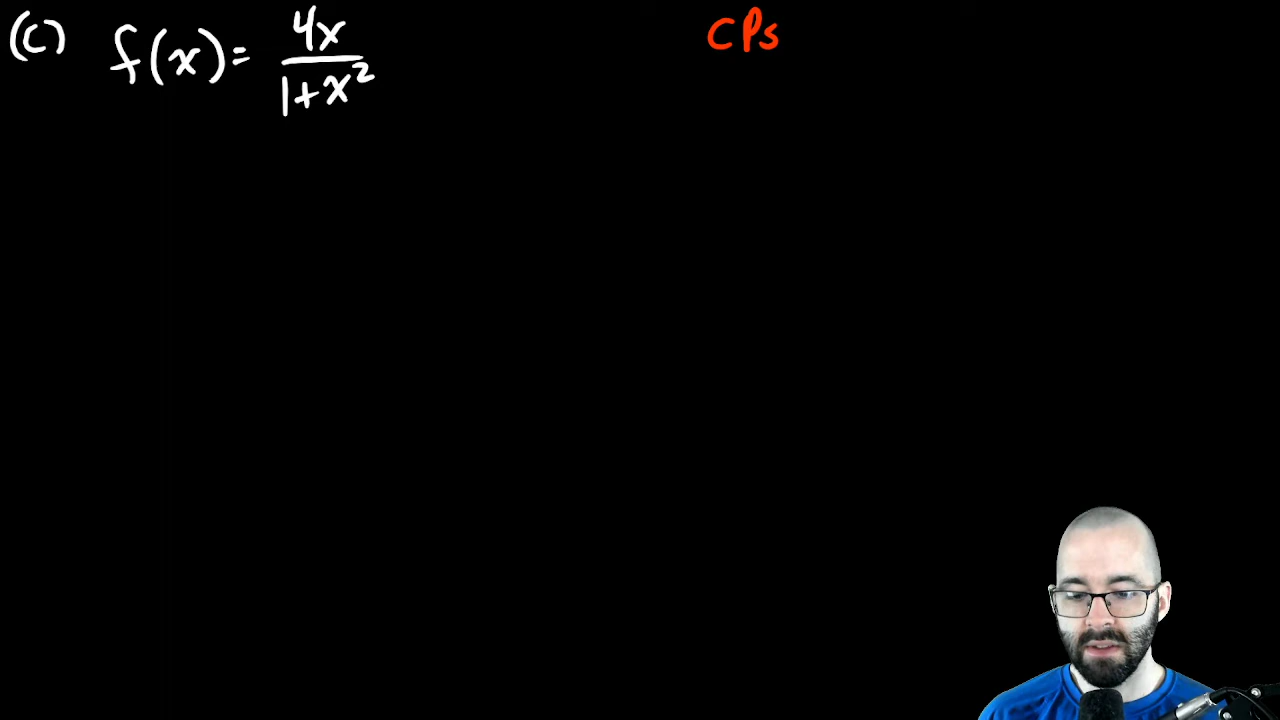 (c) f(x) = 4x / 1+x²
CPs